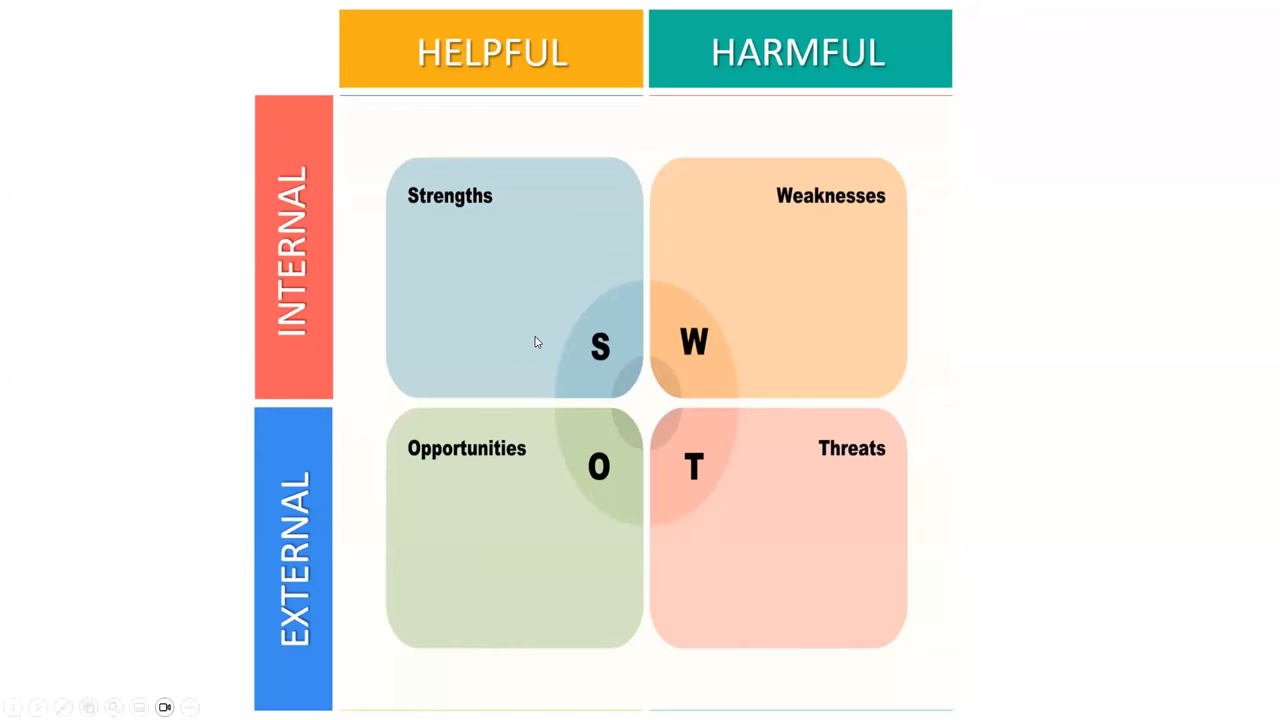 HELPFUL
HARMFUL
INTERNAL
Strengths
Weaknesses
S
W
EXTERNAL
Opportunities
Threats
O
T